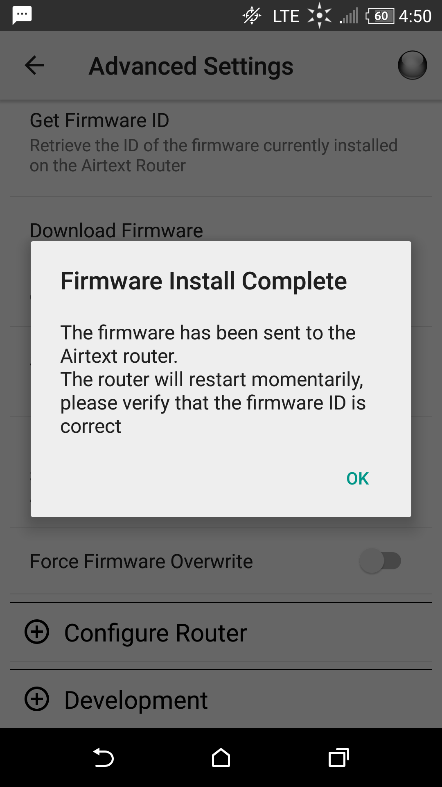 LTE 60 4:50
Advanced Settings
Get Firmware ID
Retrieve the ID of the firmware currently installed
on the Airtext Router
Download Firmware
Firmware Install Complete
The firmware has been sent to the
Airtext router.
The router will restart momentarily,
please verify that the firmware ID is
correct
OK
Force Firmware Overwrite
Configure Router
Development